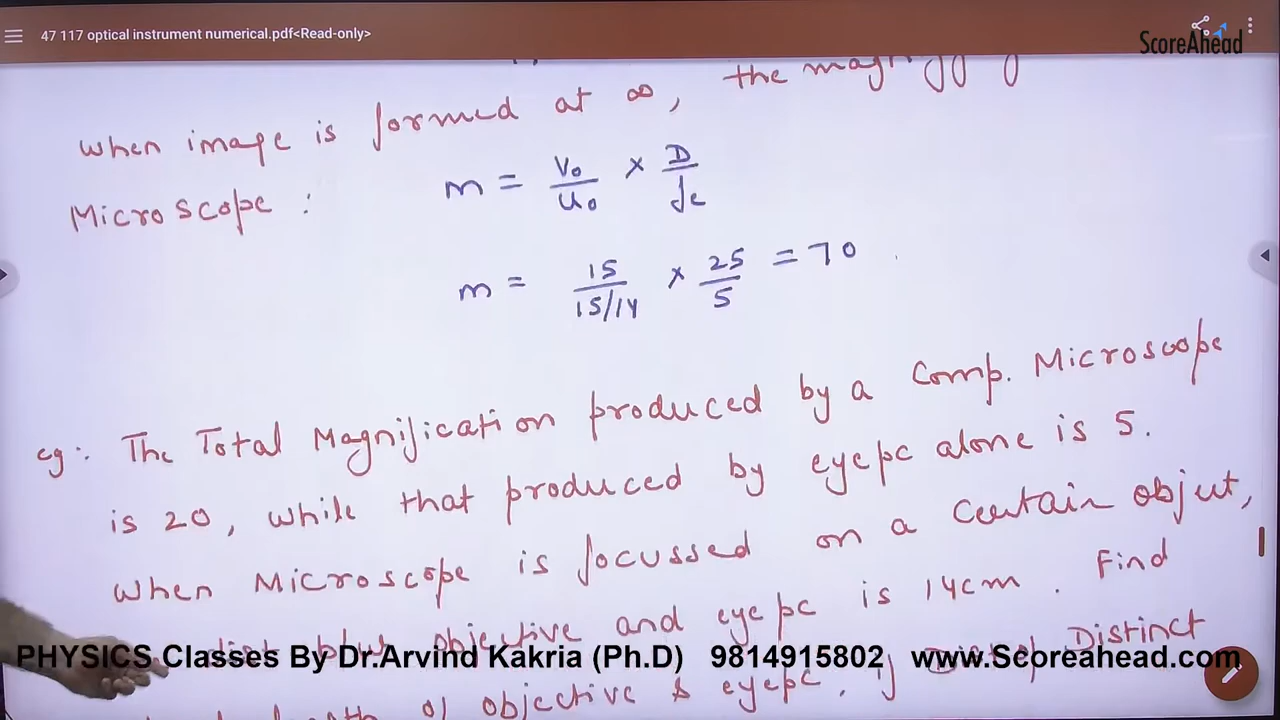 47 117 optical instrument numerical.pdf<Read-only>
ScoreAhead
the
when image is formed at ∞,
Microscope :
m = Vo/uo × D/fe
m = 15/15/14 × 25/5 = 70
eg: The Total Magnification produced by a Comp. Microscope
is 20, while that produced by eyepc alone is 5.
When Microscope is focussed on a Certain object,
objective and eyepc is 14cm. Find
PHYSICS Classes By Dr.Arvind Kakria (Ph.D) 9814915802 www.Scoreahead.com
of objective & eyepc. If Distinct